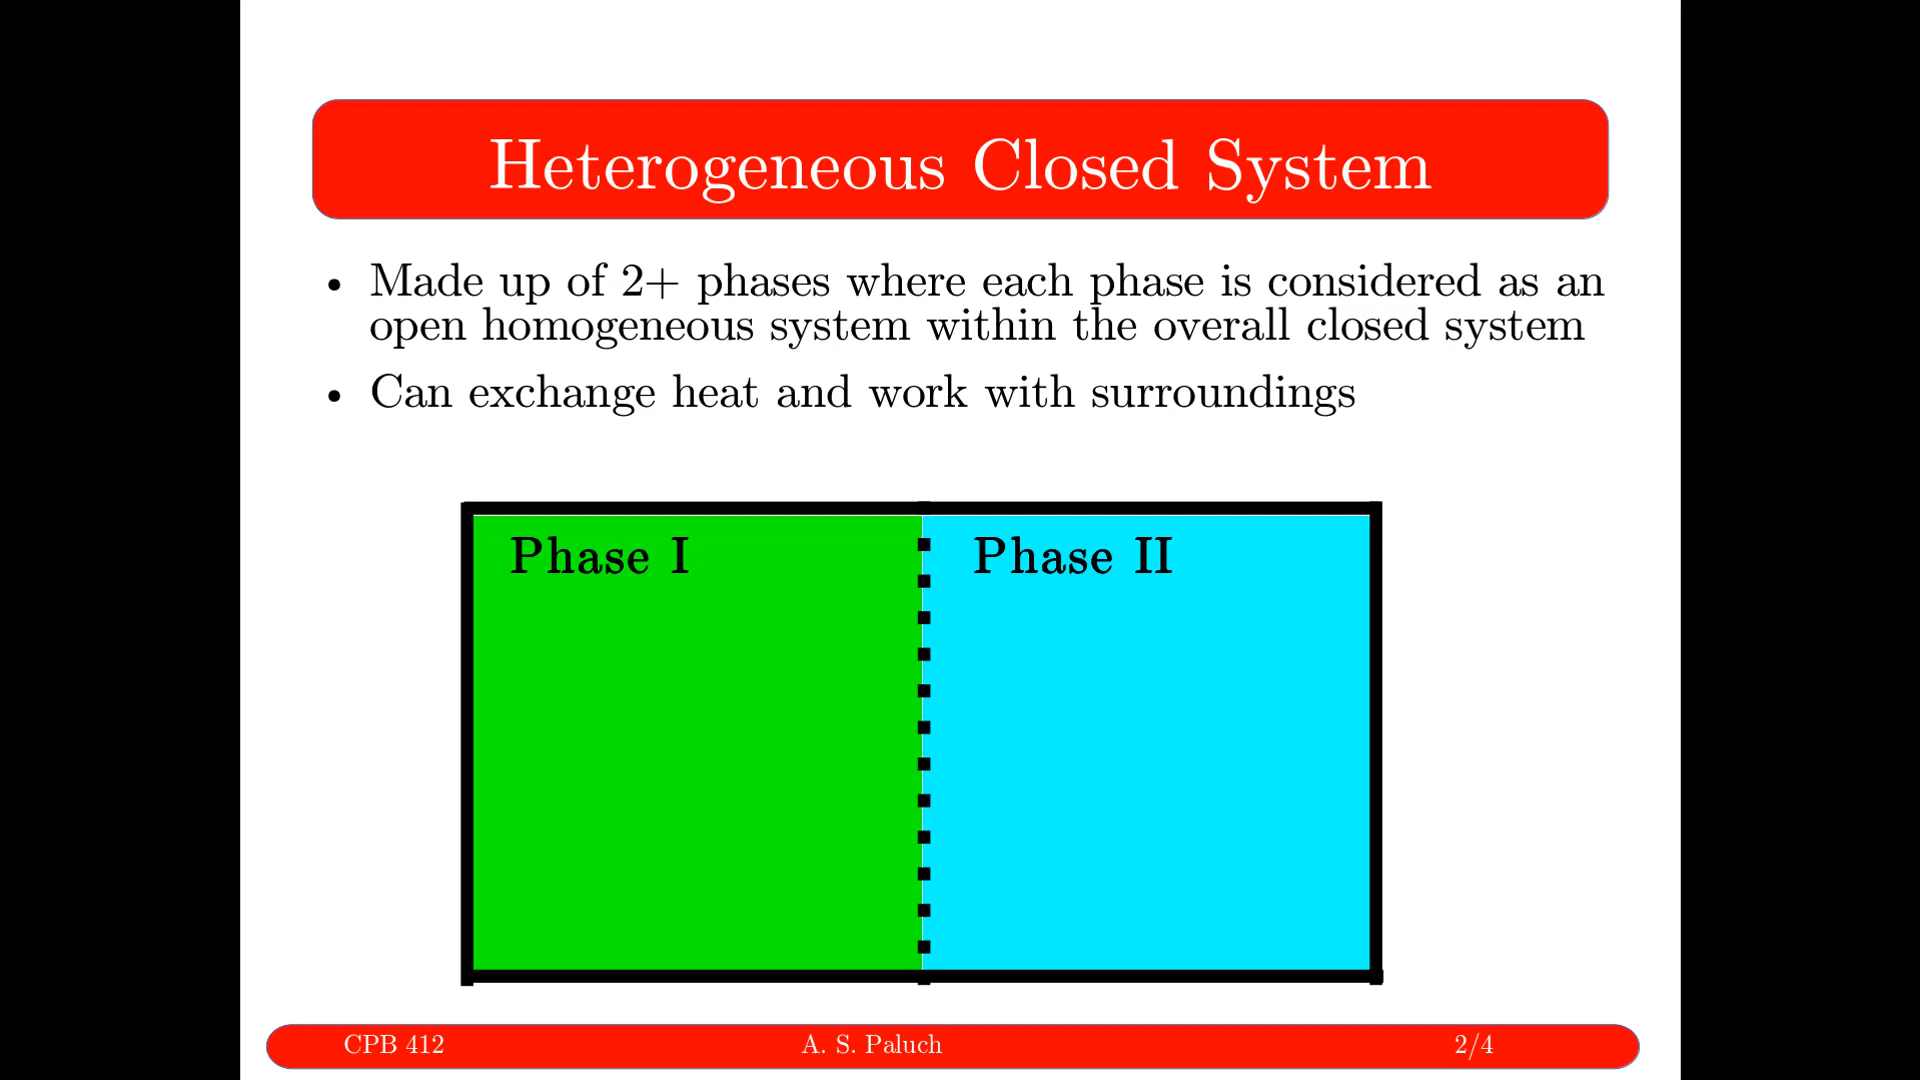 Heterogeneous Closed System
• Made up of 2+ phases where each phase is considered as an
open homogeneous system within the overall closed system
• Can exchange heat and work with surroundings
Phase I
Phase II
CPB 412
A. S. Paluch
2/4